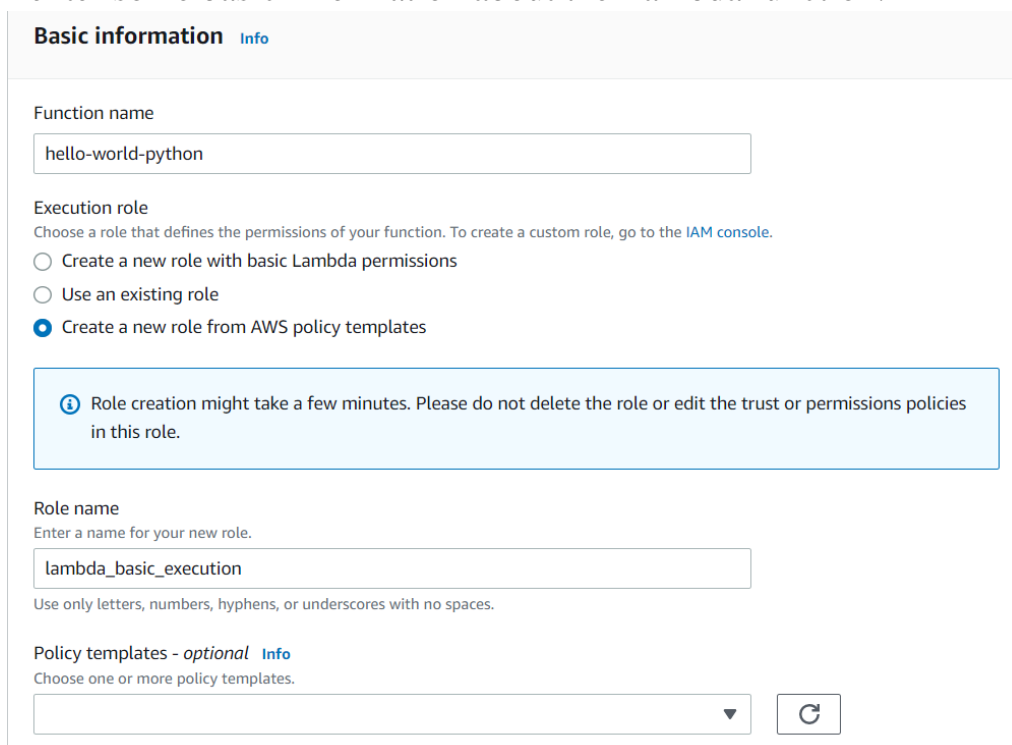 Basic information Info
Function name
hello-world-python
Execution role
Choose a role that defines the permissions of your function. To create a custom role, go to the IAM console.
Create a new role with basic Lambda permissions
Use an existing role
Create a new role from AWS policy templates
Role creation might take a few minutes. Please do not delete the role or edit the trust or permissions policies
in this role.
Role name
Enter a name for your new role.
lambda_basic_execution
Use only letters, numbers, hyphens, or underscores with no spaces.
Policy templates - optional Info
Choose one or more policy templates.